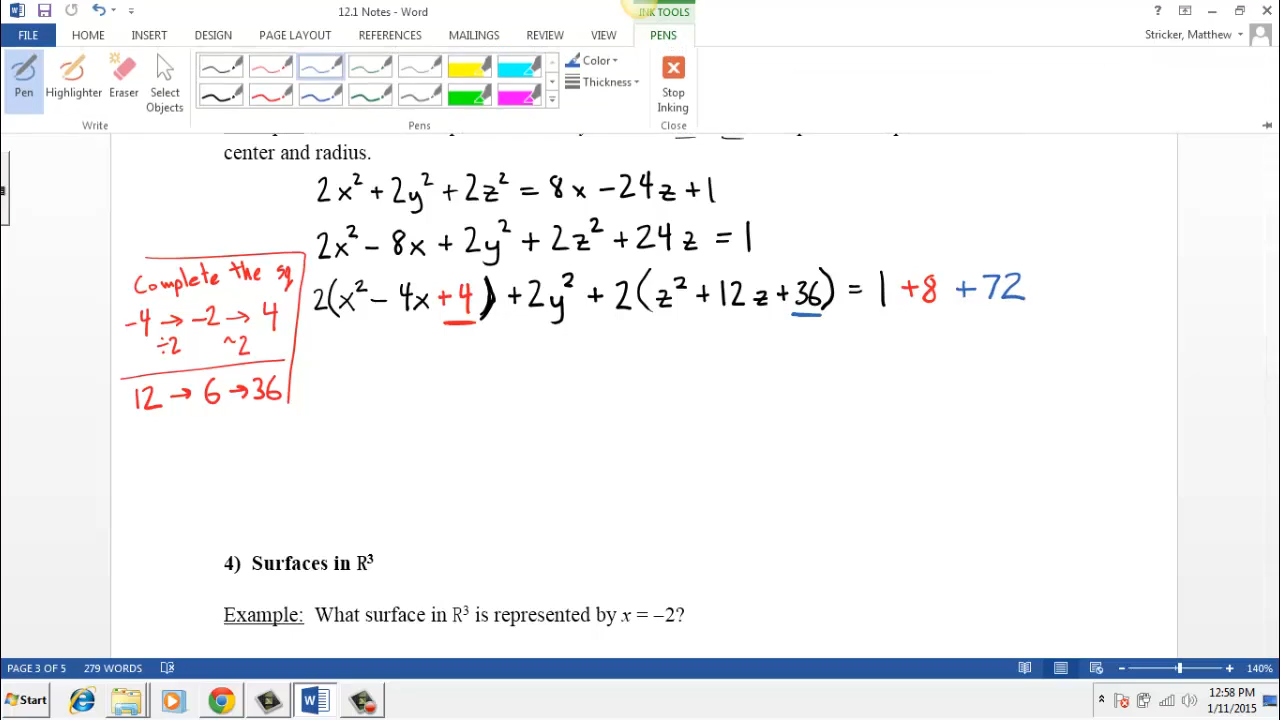 12.1 Notes - Word
INK TOOLS
Stricker, Matthew
FILE HOME INSERT DESIGN PAGE LAYOUT REFERENCES MAILINGS REVIEW VIEW PENS
Pen Highlighter Eraser Select Objects
Color
Thickness
Stop Inking
Write Pens Close
center and radius.
2x² + 2y² + 2z² = 8x - 24z + 1
2x² - 8x + 2y² + 2z² + 24z = 1
2(x² - 4x + 4) + 2y² + 2(z² + 12z + 36) = 1 + 8 + 72
Complete the sq
-4 → -2 → 4
÷2 ^2
12 → 6 → 36
4) Surfaces in ℝ³
Example: What surface in ℝ³ is represented by x = –2?
PAGE 3 OF 5 279 WORDS 140%
Start
12:58 PM
1/11/2015